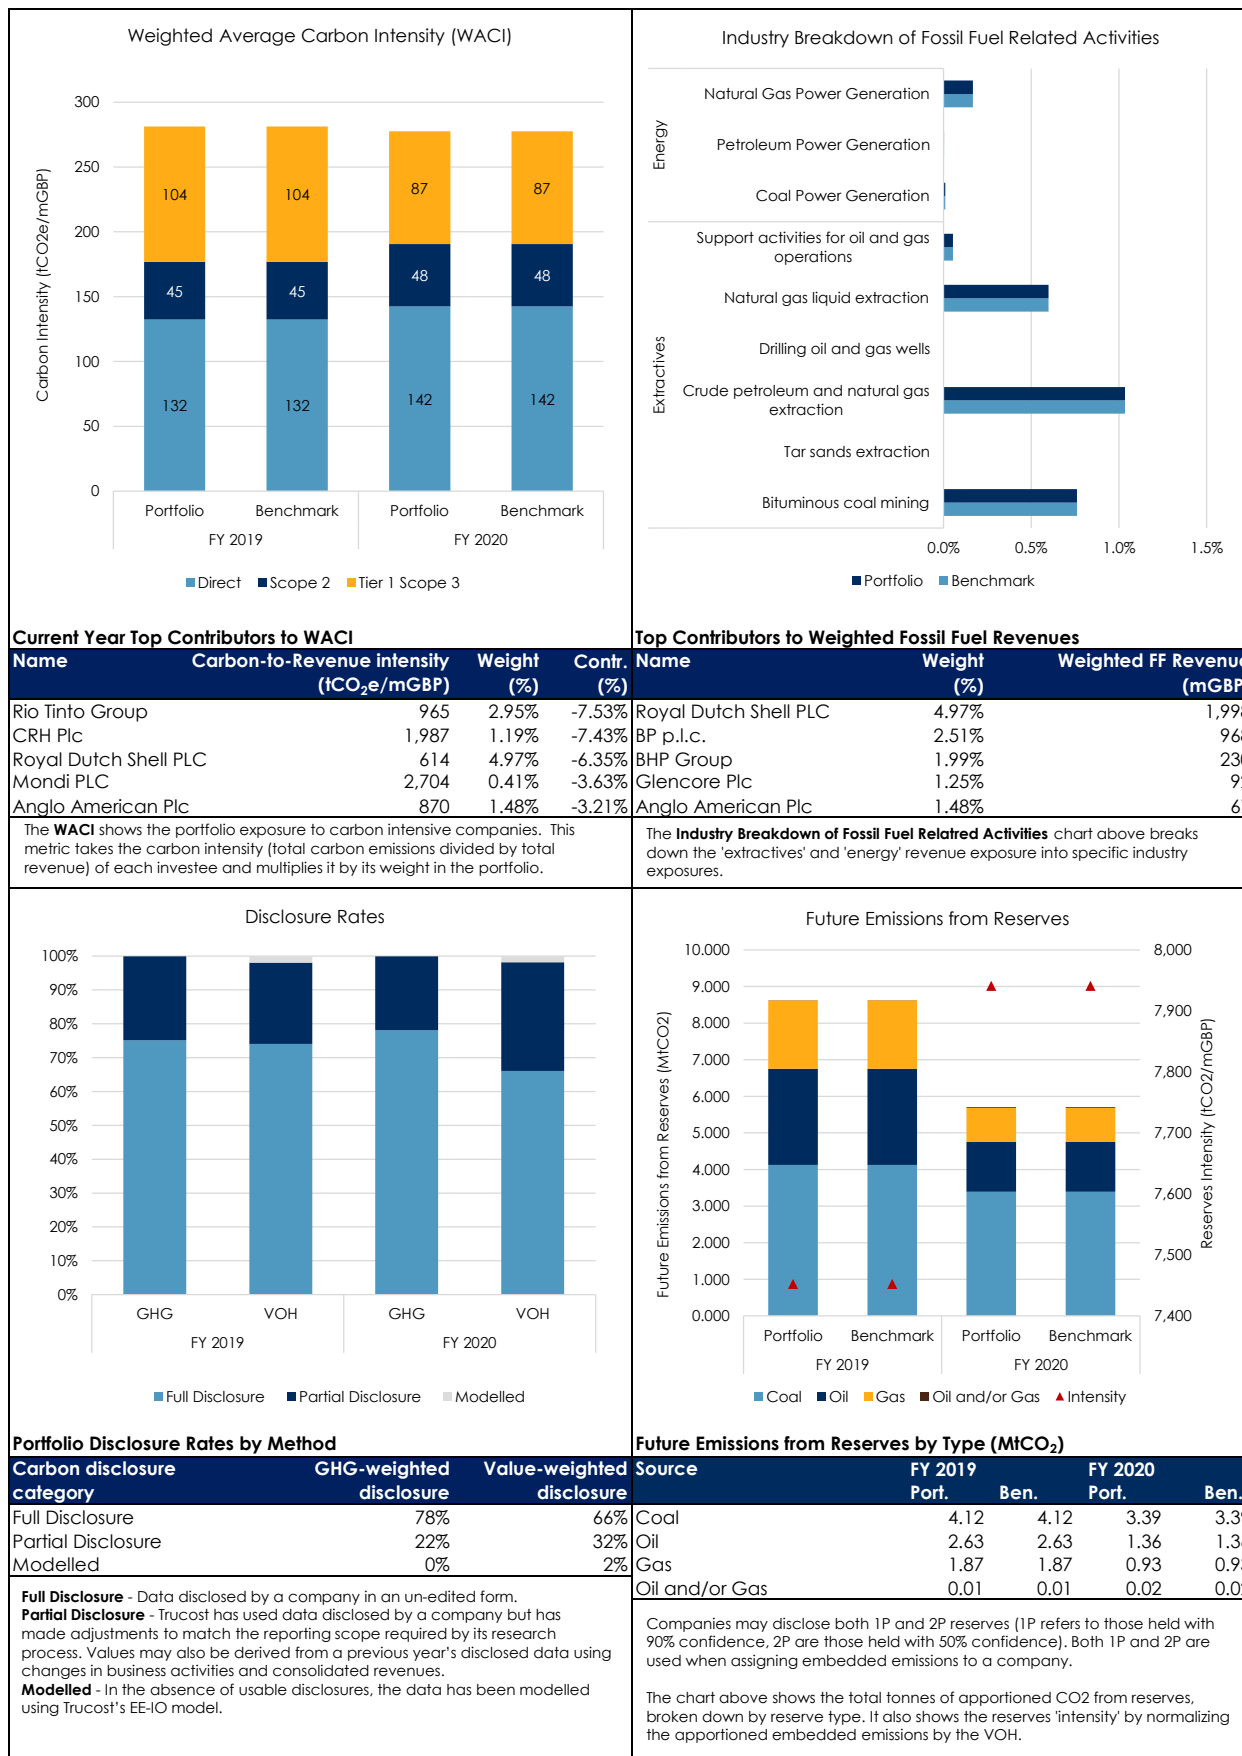 Weighted Average Carbon Intensity (WACI)
Carbon Intensity (tCO2e/mGBP)
300
250
200
150
100
50
0
104
104
87
87
45
45
48
48
132
132
142
142
Portfolio
Benchmark
Portfolio
Benchmark
FY 2019
FY 2020
Direct
Scope 2
Tier 1 Scope 3
Industry Breakdown of Fossil Fuel Related Activities
Energy
Natural Gas Power Generation
Petroleum Power Generation
Coal Power Generation
Extractives
Support activities for oil and gas
operations
Natural gas liquid extraction
Drilling oil and gas wells
Crude petroleum and natural gas
extraction
Tar sands extraction
Bituminous coal mining
0.0%
0.5%
1.0%
1.5%
Portfolio
Benchmark
Current Year Top Contributors to WACI
Name Carbon-to-Revenue intensity Weight Contr.
(tCO₂e/mGBP) (%) (%)
Rio Tinto Group 965 2.95% -7.53%
CRH Plc 1,987 1.19% -7.43%
Royal Dutch Shell PLC 614 4.97% -6.35%
Mondi PLC 2,704 0.41% -3.63%
Anglo American Plc 870 1.48% -3.21%
The WACI shows the portfolio exposure to carbon intensive companies. This
metric takes the carbon intensity (total carbon emissions divided by total
revenue) of each investee and multiplies it by its weight in the portfolio.
Top Contributors to Weighted Fossil Fuel Revenues
Name Weight Weighted FF Revenue
(%) (mGBP
Royal Dutch Shell PLC 4.97%
BP p.l.c. 2.51%
BHP Group 1.99%
Glencore Plc 1.25%
Anglo American Plc 1.48%
The Industry Breakdown of Fossil Fuel Relatred Activities chart above breaks
down the 'extractives' and 'energy' revenue exposure into specific industry
exposures.
Disclosure Rates
100%
90%
80%
70%
60%
50%
40%
30%
20%
10%
0%
GHG
VOH
GHG
VOH
FY 2019
FY 2020
Full Disclosure
Partial Disclosure
Modelled
Future Emissions from Reserves
Future Emissions from Reserves (MtCO2)
10.000
9.000
8.000
7.000
6.000
5.000
4.000
3.000
2.000
1.000
0.000
8,000
7,900
7,800
7,700
7,600
7,500
7,400
Reserves Intensity (tCO2/mGBP)
Portfolio
Benchmark
Portfolio
Benchmark
FY 2019
FY 2020
Coal
Oil
Gas
Oil and/or Gas
Intensity
Portfolio Disclosure Rates by Method
Carbon disclosure GHG-weighted Value-weighted
category disclosure disclosure
Full Disclosure 78% 66%
Partial Disclosure 22% 32%
Modelled 0% 2%
Full Disclosure - Data disclosed by a company in an un-edited form.
Partial Disclosure - Trucost has used data disclosed by a company but has
made adjustments to match the reporting scope required by its research
process. Values may also be derived from a previous year's disclosed data using
changes in business activities and consolidated revenues.
Modelled - In the absence of usable disclosures, the data has been modelled
using Trucost's EE-IO model.
Future Emissions from Reserves by Type (MtCO₂)
Source FY 2019 FY 2020
Port. Ben. Port. Ben.
Coal 4.12 4.12 3.39
Oil 2.63 2.63 1.36
Gas 1.87 1.87 0.93
Oil and/or Gas 0.01 0.01 0.02
Companies may disclose both 1P and 2P reserves (1P refers to those held with
90% confidence, 2P are those held with 50% confidence). Both 1P and 2P are
used when assigning embedded emissions to a company.
The chart above shows the total tonnes of apportioned CO2 from reserves,
broken down by reserve type. It also shows the reserves 'intensity' by normalizing
the apportioned embedded emissions by the VOH.